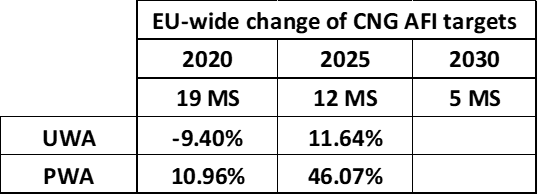 EU-wide change of CNG AFI targets
2020 2025 2030
19 MS 12 MS 5 MS
UWA -9.40% 11.64%
PWA 10.96% 46.07%